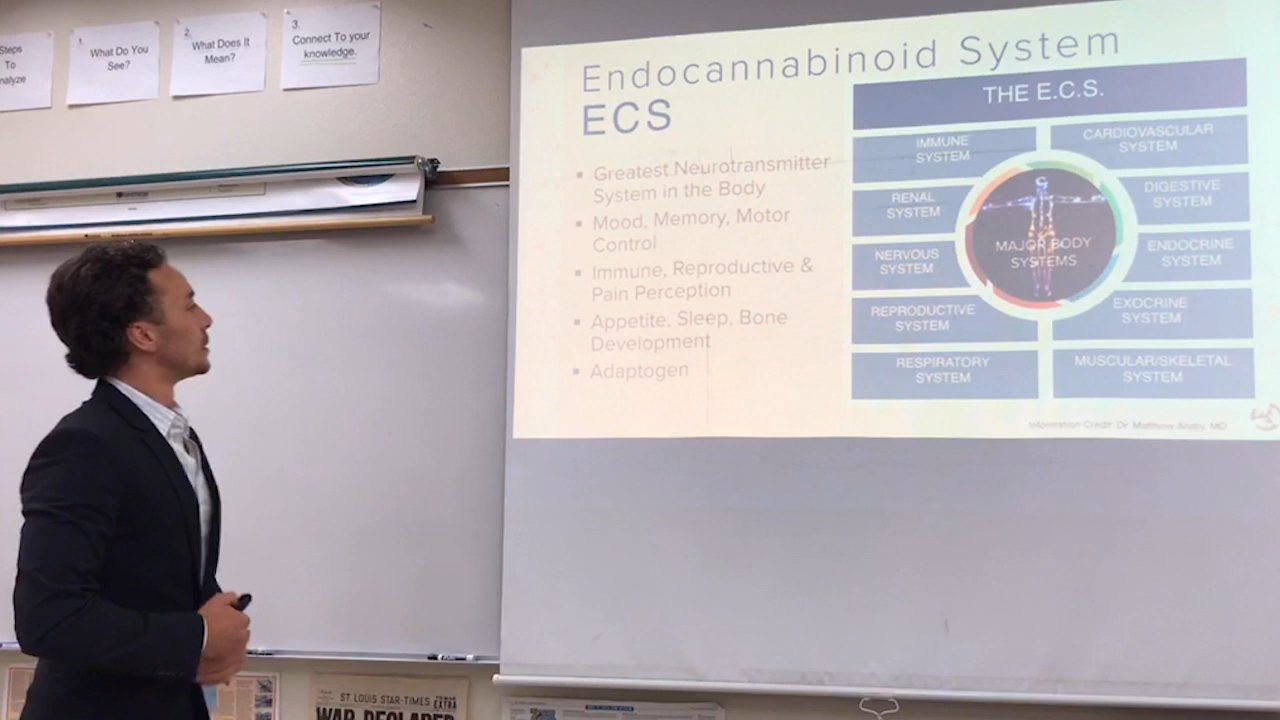 Steps
To
nalyze
1.
What Do You
See?
2.
What Does It
Mean?
3.
Connect To your
knowledge.
Endocannabinoid System
ECS
▪ Greatest Neurotransmitter
System in the Body
▪ Mood, Memory, Motor
Control
▪ Immune, Reproductive &
Pain Perception
▪ Appetite, Sleep, Bone
Development
▪ Adaptogen
THE E.C.S.
IMMUNE
SYSTEM
CARDIOVASCULAR
SYSTEM
RENAL
SYSTEM
DIGESTIVE
SYSTEM
NERVOUS
SYSTEM
MAJOR BODY
SYSTEMS
ENDOCRINE
SYSTEM
REPRODUCTIVE
SYSTEM
EXOCRINE
SYSTEM
RESPIRATORY
SYSTEM
MUSCULAR/SKELETAL
SYSTEM
Information Credit: Dr. Matthew Andry, MD
ST LOUIS STAR-TIMES
EXTRA
WAR DECLARED